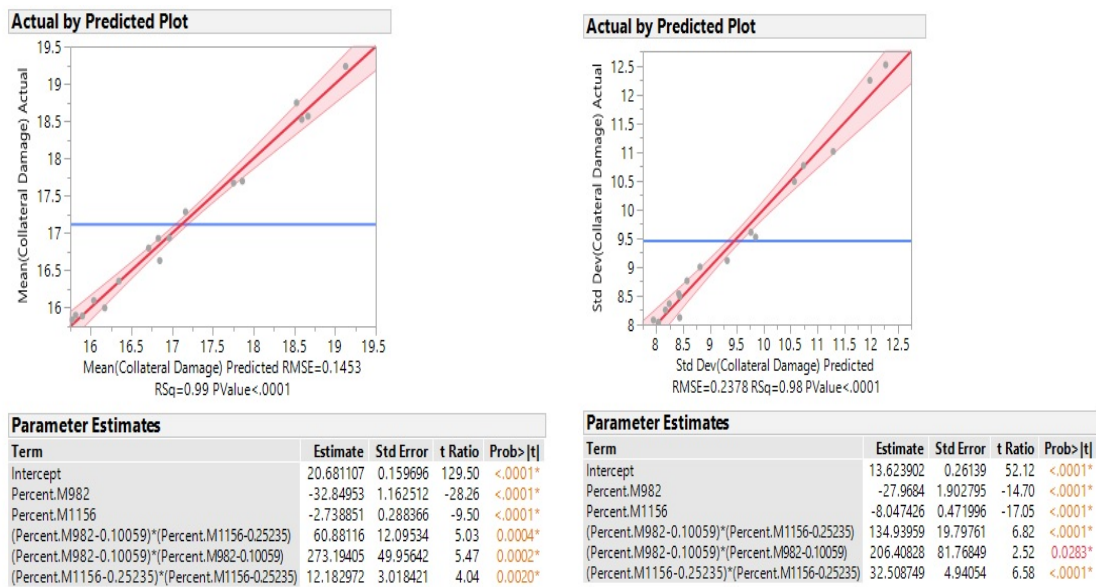 Actual by Predicted Plot
Mean(Collateral Damage) Actual
19.5
19
18.5
18
17.5
17
16.5
16
16 16.5 17 17.5 18 18.5 19 19.5
Mean(Collateral Damage) Predicted RMSE=0.1453
RSq=0.99 PValue<.0001
Parameter Estimates
Term Estimate Std Error t Ratio Prob>|t|
Intercept 20.681107 0.159696 129.50 <.0001*
Percent.M982 -32.84953 1.162512 -28.26 <.0001*
Percent.M1156 -2.738851 0.288366 -9.50 <.0001*
(Percent.M982-0.10059)*(Percent.M1156-0.25235) 60.88116 12.09534 5.03 0.0004*
(Percent.M982-0.10059)*(Percent.M982-0.10059) 273.19405 49.95642 5.47 0.0002*
(Percent.M1156-0.25235)*(Percent.M1156-0.25235) 12.182972 3.018421 4.04 0.0020*
Actual by Predicted Plot
Std Dev(Collateral Damage) Actual
12.5
12
11.5
11
10.5
10
9.5
9
8.5
8
8 8.5 9 9.5 10 10.5 11 11.5 12 12.5
Std Dev(Collateral Damage) Predicted
RMSE=0.2378 RSq=0.98 PValue<.0001
Parameter Estimates
Term Estimate Std Error t Ratio Prob>|t|
Intercept 13.623902 0.26139 52.12 <.0001*
Percent.M982 -27.9684 1.902795 -14.70 <.0001*
Percent.M1156 -8.047426 0.471996 -17.05 <.0001*
(Percent.M982-0.10059)*(Percent.M1156-0.25235) 134.93959 19.79761 6.82 <.0001*
(Percent.M982-0.10059)*(Percent.M982-0.10059) 206.40828 81.76849 2.52 0.0283*
(Percent.M1156-0.25235)*(Percent.M1156-0.25235) 32.508749 4.94054 6.58 <.0001*